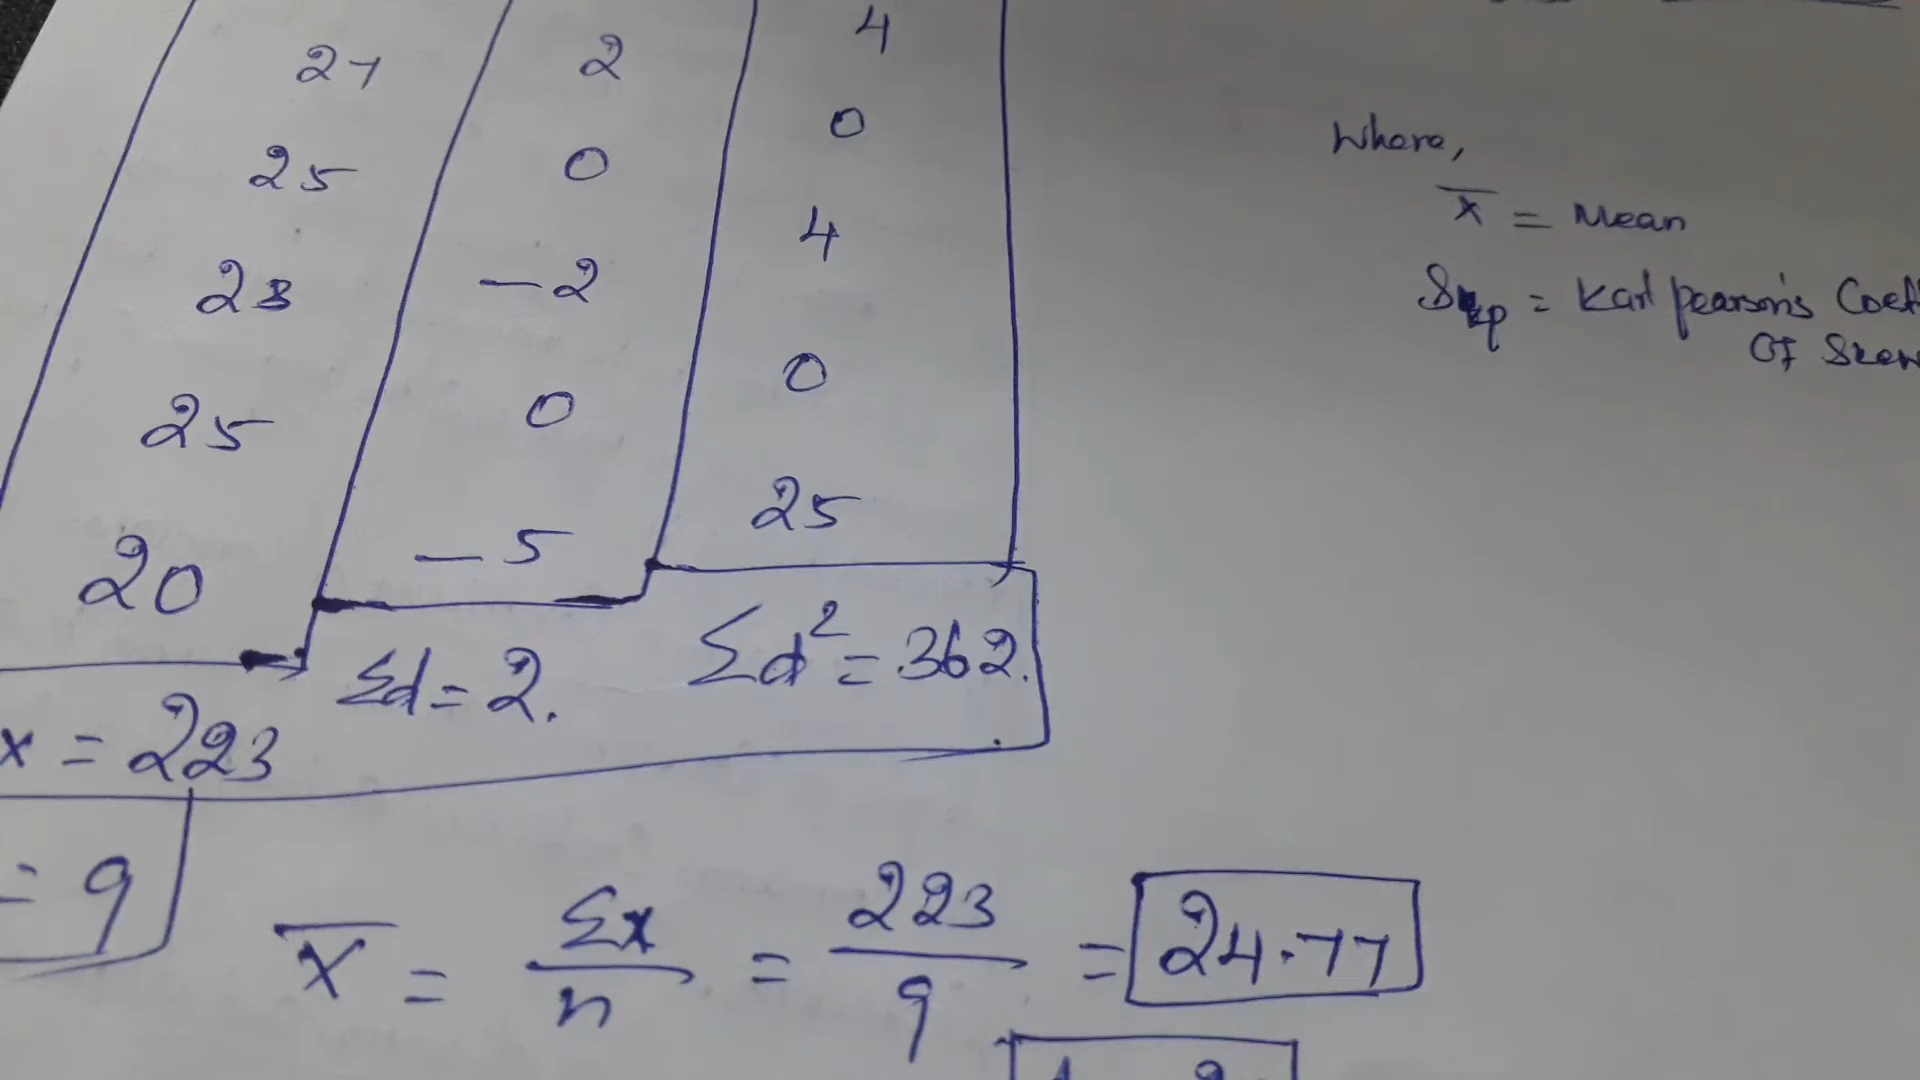 27 2 4
25 0 0
23 -2 4
25 0 0
20 -5 25
x = 223 Σd = 2. Σd² = 362.
= 9
X̄ = Σx/n = 223/9 = 24.77
Where,
x̄ = Mean
Skp = Karl pearson's Coeff
Of Skew